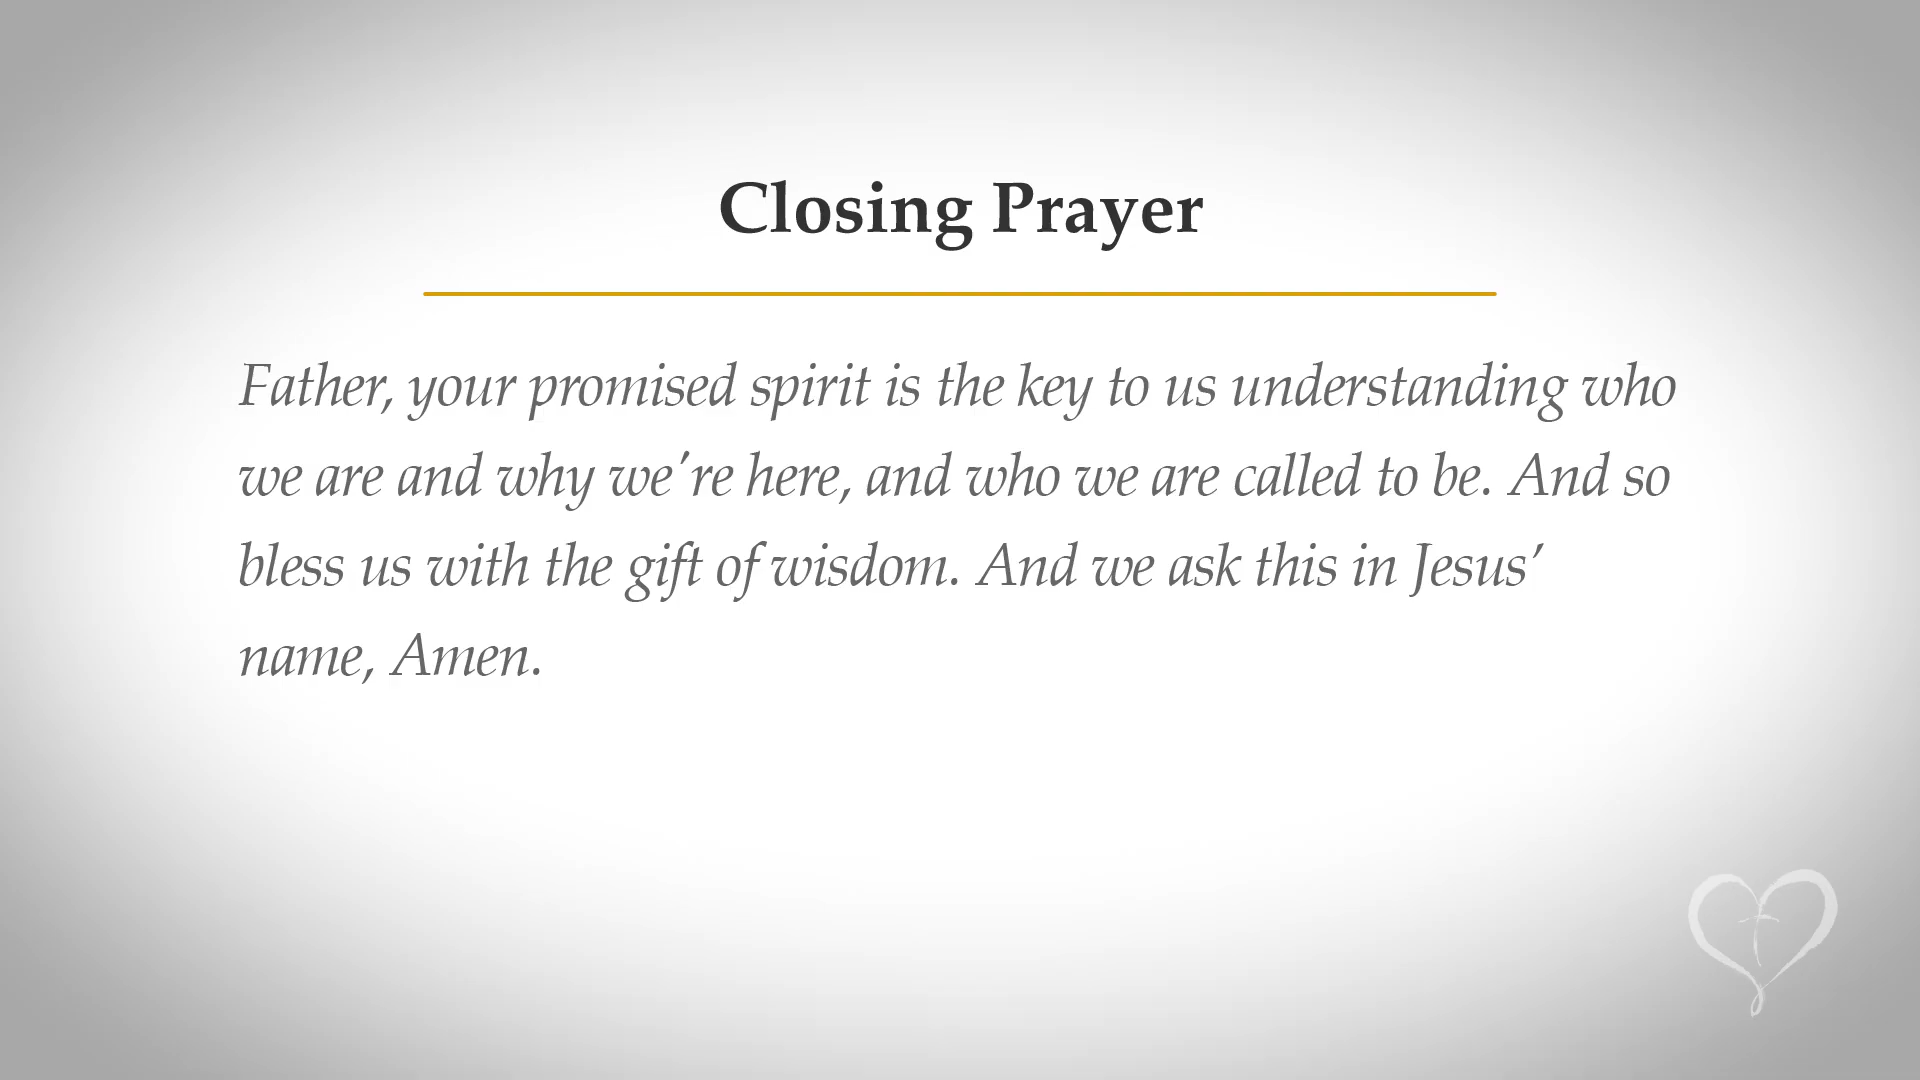 Closing Prayer
Father, your promised spirit is the key to us understanding who
we are and why we're here, and who we are called to be. And so
bless us with the gift of wisdom. And we ask this in Jesus'
name, Amen.